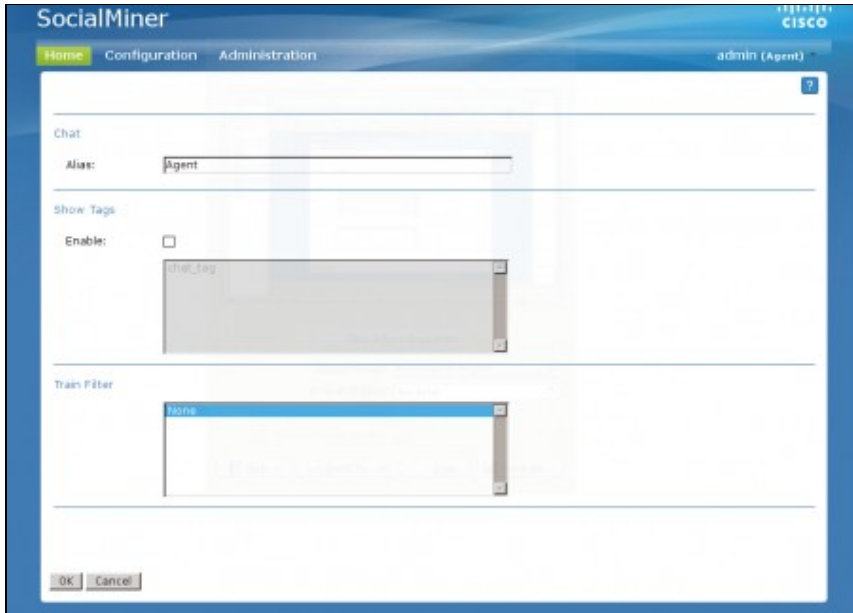 SocialMiner
CISCO
Home Configuration Administration admin (Agent)
?
Chat
Alias: Agent
Show Tags
Enable:
chat_tag
Train Filter
None
OK Cancel